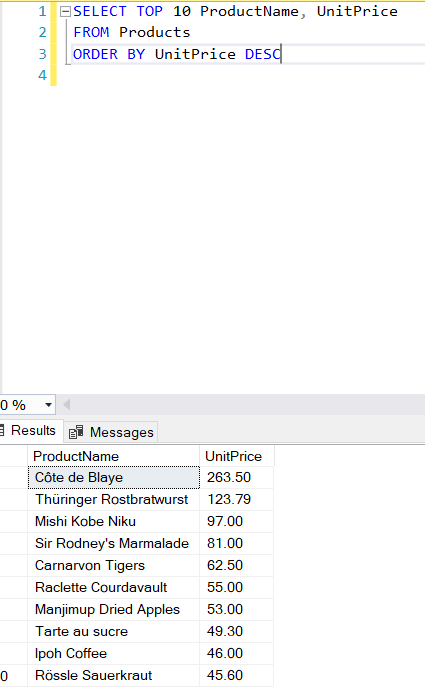 1 SELECT TOP 10 ProductName, UnitPrice
2 FROM Products
3 ORDER BY UnitPrice DESC
4
0 %
Results Messages
ProductName UnitPrice
Côte de Blaye 263.50
Thüringer Rostbratwurst 123.79
Mishi Kobe Niku 97.00
Sir Rodney's Marmalade 81.00
Carnarvon Tigers 62.50
Raclette Courdavault 55.00
Manjimup Dried Apples 53.00
Tarte au sucre 49.30
Ipoh Coffee 46.00
0 Rössle Sauerkraut 45.60